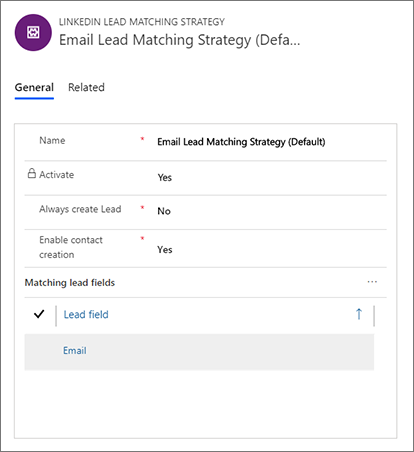 LINKEDIN LEAD MATCHING STRATEGY
Email Lead Matching Strategy (Defa...
General Related
Name * Email Lead Matching Strategy (Default)
Activate Yes
Always create Lead * No
Enable contact
creation * Yes
Matching lead fields ...
Lead field ↑
Email